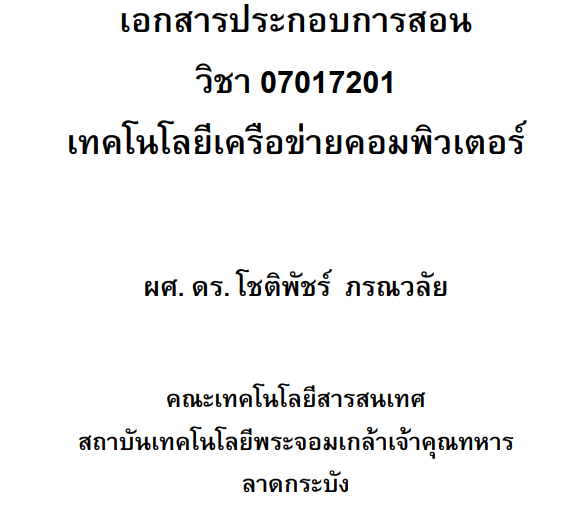 เอกสารประกอบการสอน
วิชา 07017201
เทคโนโลยีเครือข่ายคอมพิวเตอร์
ผศ. ดร. โชติพัชร์ ภรณวลัย
คณะเทคโนโลยีสารสนเทศ
สถาบันเทคโนโลยีพระจอมเกล้าเจ้าคุณทหาร
ลาดกระบัง